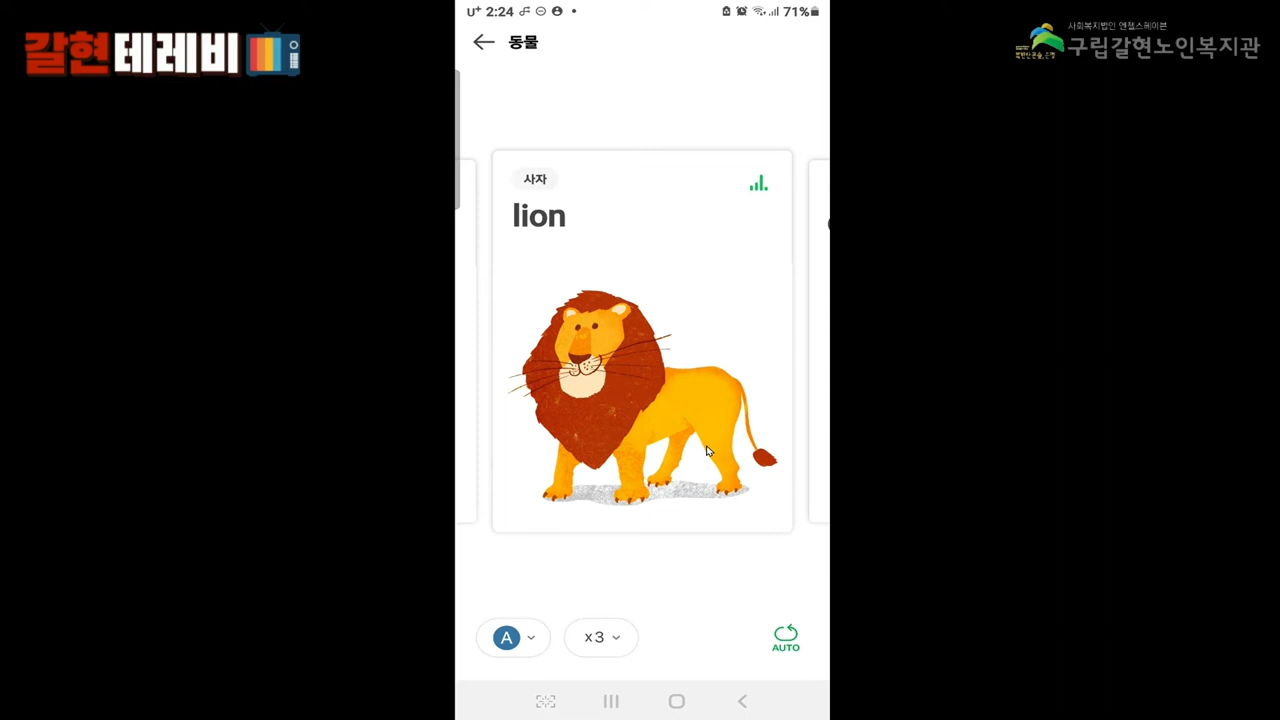 갈현테레비
사회복지법인 엔젤스헤이븐
구립갈현노인복지관
U+ 2:24 71%
동물
사자
lion
A x3
AUTO